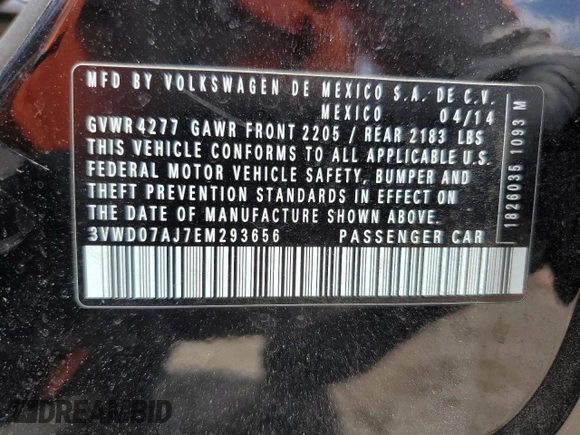 MFD BY VOLKSWAGEN DE MEXICO S.A. DE C.V.
MEXICO 04/14
GVWR 4277 GAWR FRONT 2205 / REAR 2183 LBS
THIS VEHICLE CONFORMS TO ALL APPLICABLE U.S.
FEDERAL MOTOR VEHICLE SAFETY, BUMPER AND
THEFT PREVENTION STANDARDS IN EFFECT ON
THE DATE OF MANUFACTURE SHOWN ABOVE.
3VWD07AJ7EM293656 PASSENGER CAR
1826035 1093 M
DREAMBID